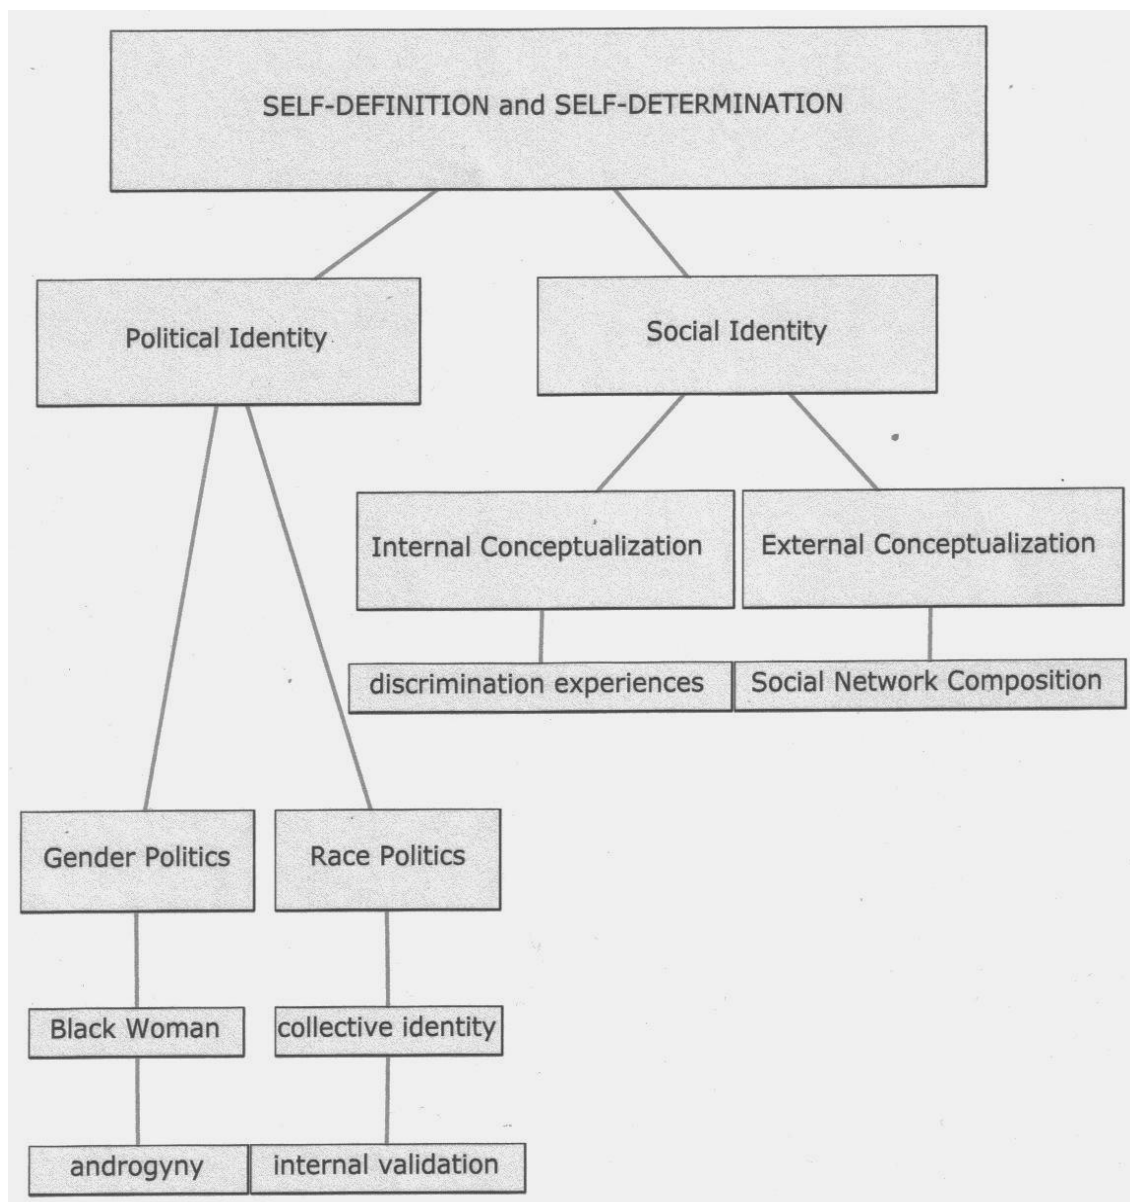 SELF-DEFINITION and SELF-DETERMINATION
Political Identity
Social Identity
Internal Conceptualization
External Conceptualization
discrimination experiences
Social Network Composition
Gender Politics
Race Politics
Black Woman
collective identity
androgyny
internal validation